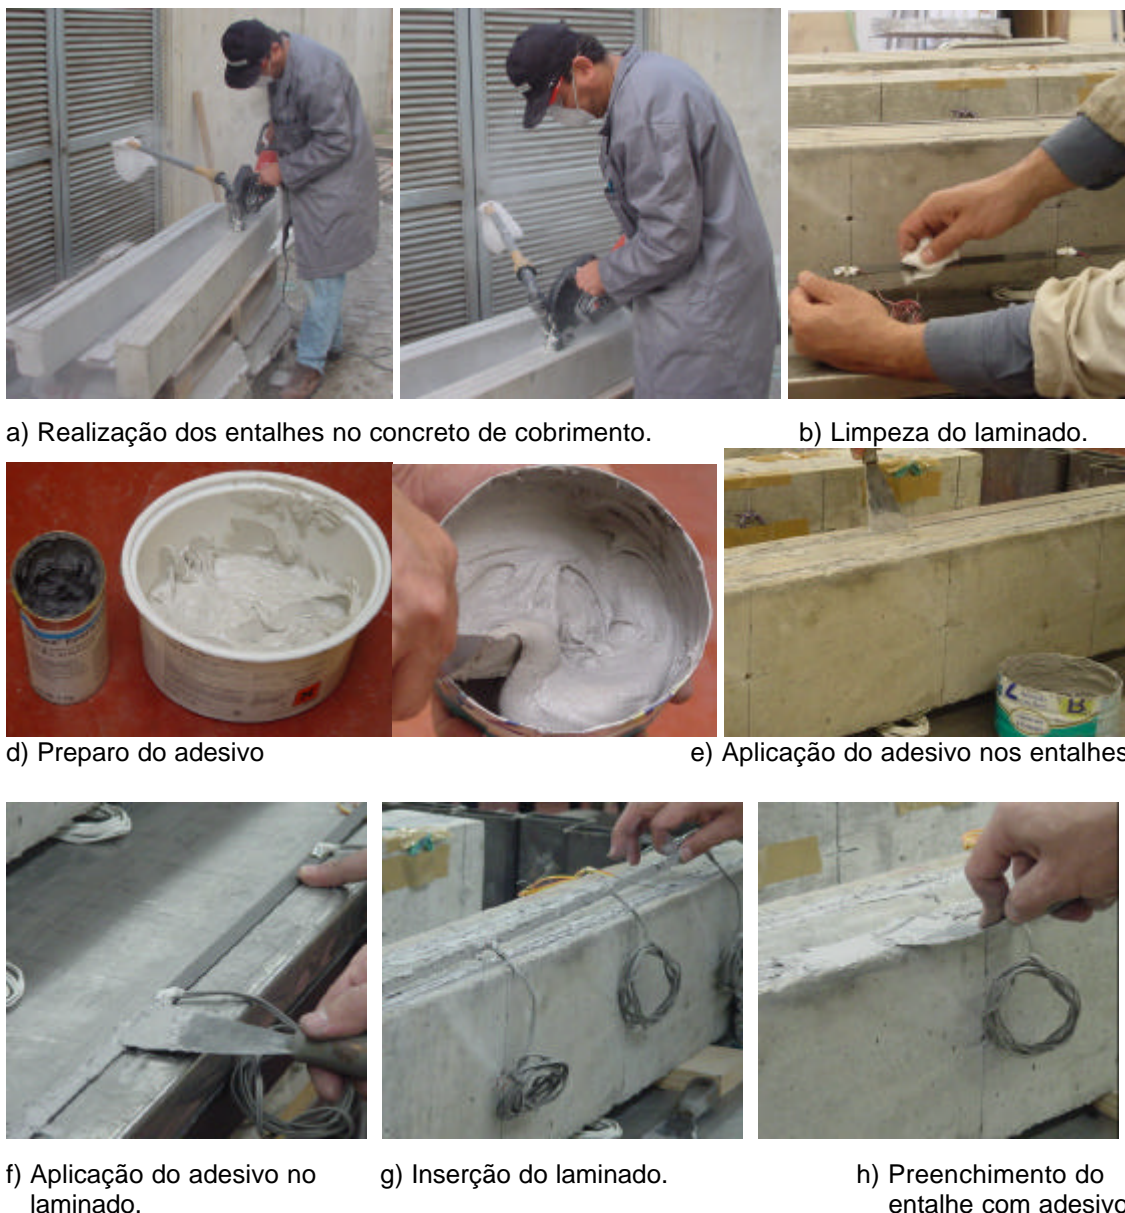 a) Realização dos entalhes no concreto de cobrimento.
b) Limpeza do laminado.
d) Preparo do adesivo
e) Aplicação do adesivo nos entalhes
f) Aplicação do adesivo no
laminado.
g) Inserção do laminado.
h) Preenchimento do
entalhe com adesivo
B